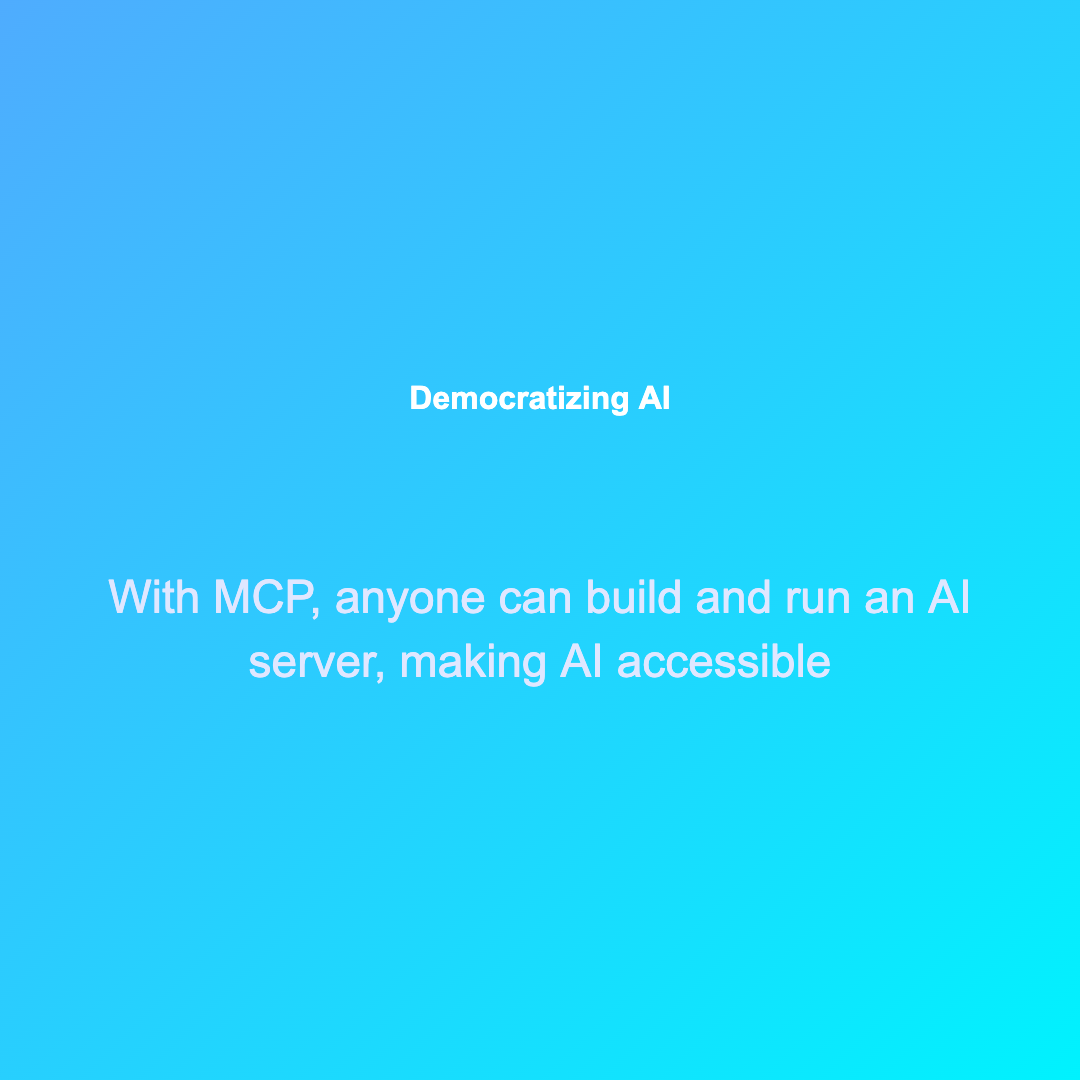 Democratizing AI
With MCP, anyone can build and run an AI
server, making AI accessible